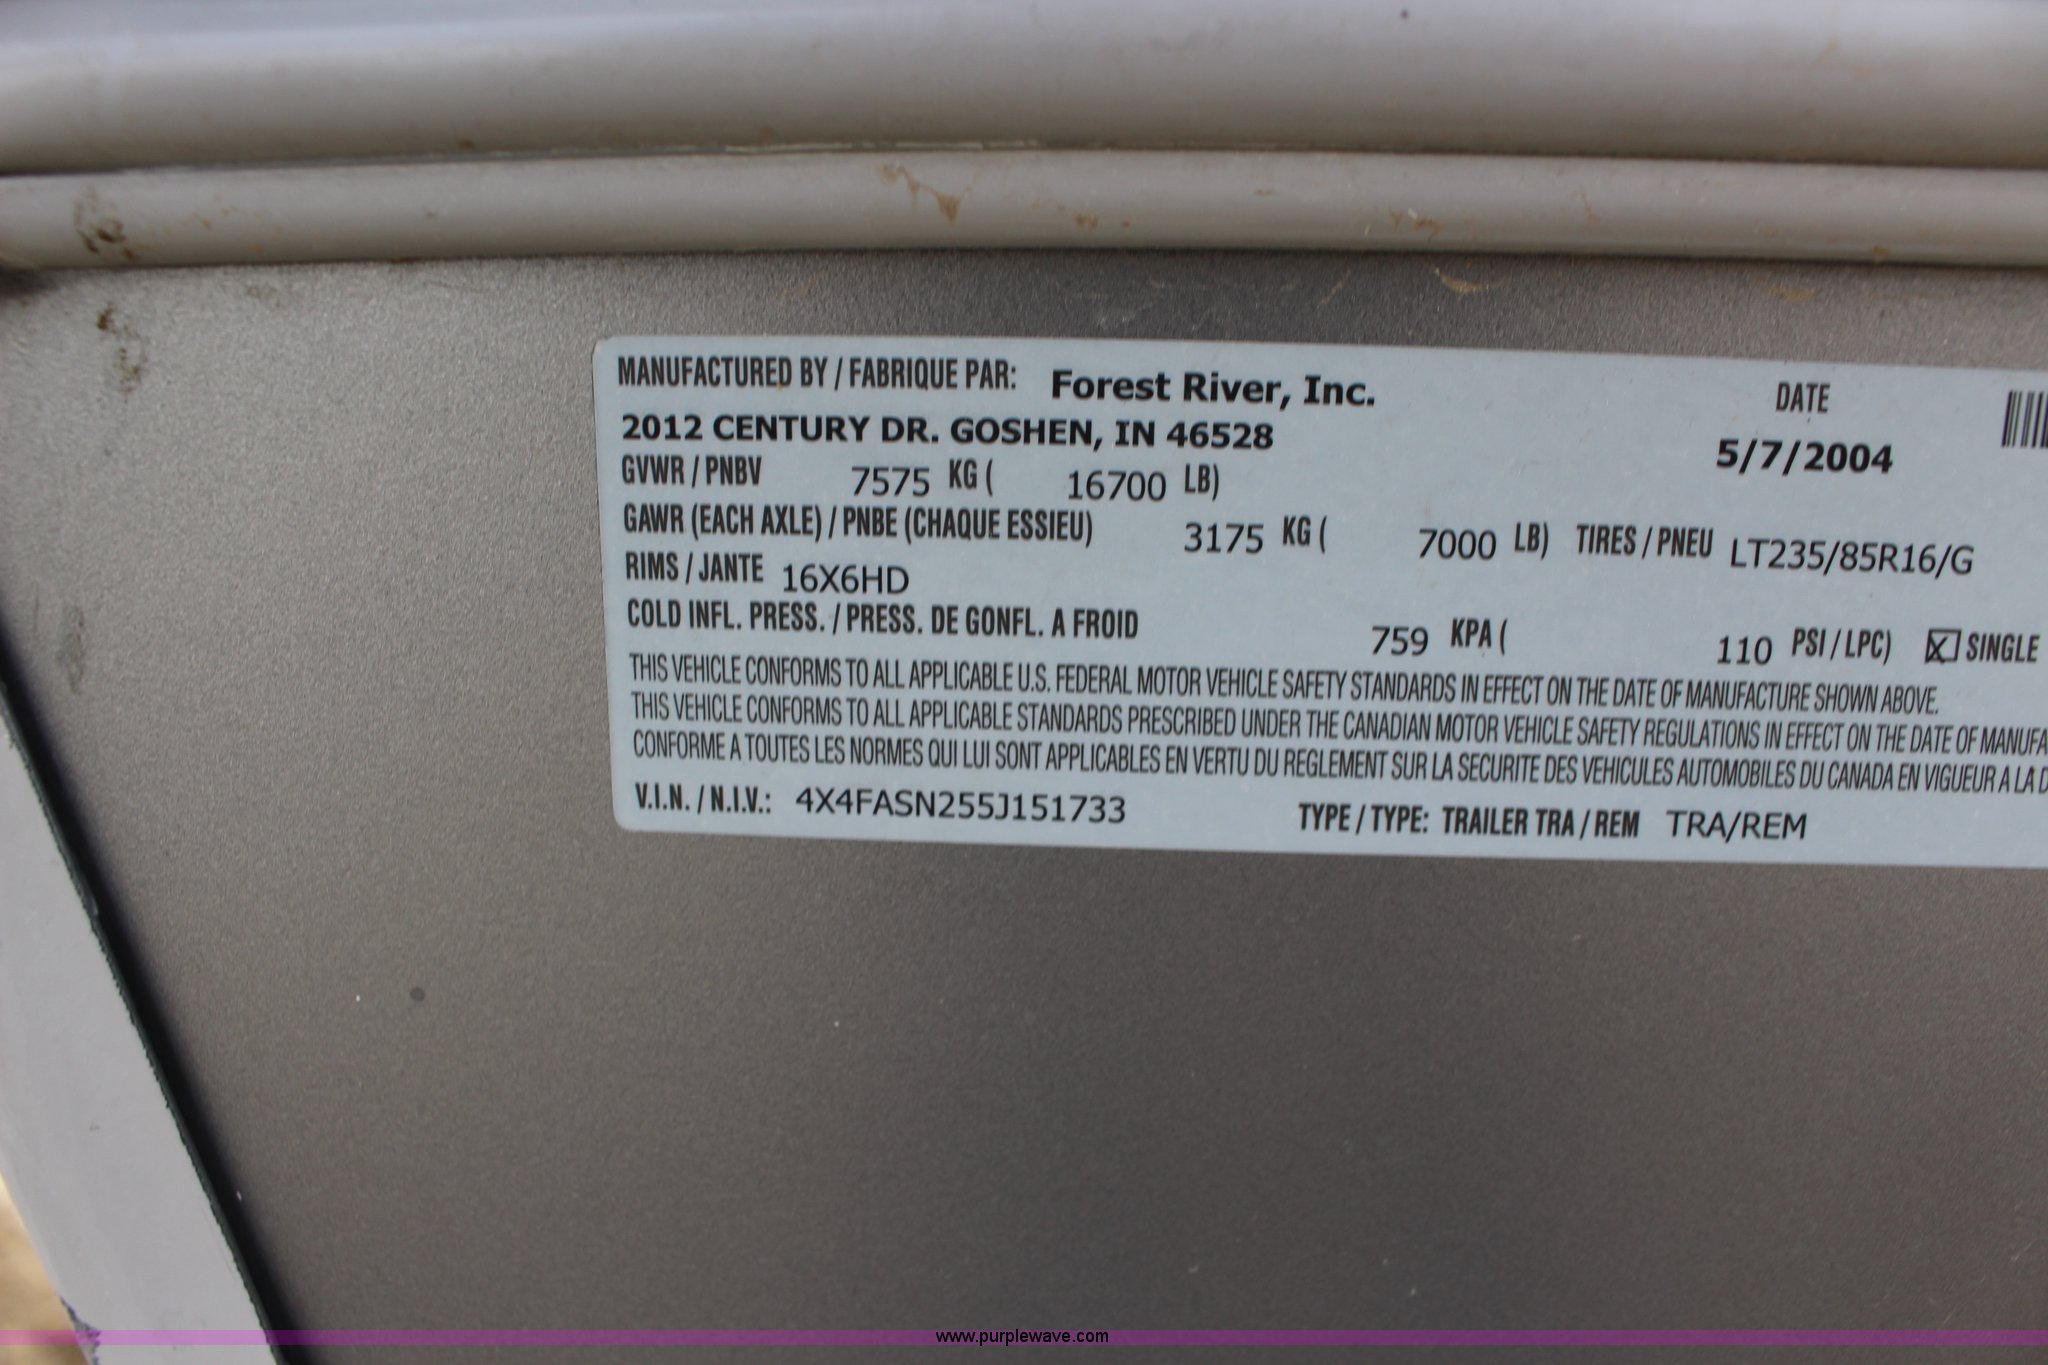 MANUFACTURED BY / FABRIQUE PAR: Forest River, Inc. DATE
2012 CENTURY DR. GOSHEN, IN 46528 5/7/2004
GVWR / PNBV 7575 KG ( 16700 LB)
GAWR (EACH AXLE) / PNBE (CHAQUE ESSIEU) 3175 KG ( 7000 LB) TIRES / PNEU LT235/85R16/G
RIMS / JANTE 16X6HD
COLD INFL. PRESS. / PRESS. DE GONFL. A FROID 759 KPA ( 110 PSI / LPC) SINGLE
THIS VEHICLE CONFORMS TO ALL APPLICABLE U.S. FEDERAL MOTOR VEHICLE SAFETY STANDARDS IN EFFECT ON THE DATE OF MANUFACTURE SHOWN ABOVE.
THIS VEHICLE CONFORMS TO ALL APPLICABLE STANDARDS PRESCRIBED UNDER THE CANADIAN MOTOR VEHICLE SAFETY REGULATIONS IN EFFECT ON THE DATE OF MANUFA
CONFORME A TOUTES LES NORMES QUI LUI SONT APPLICABLES EN VERTU DU REGLEMENT SUR LA SECURITE DES VEHICULES AUTOMOBILES DU CANADA EN VIGUEUR A LA D
V.I.N. / N.I.V.: 4X4FASN255J151733 TYPE / TYPE: TRAILER TRA / REM TRA/REM
www.purplewave.com